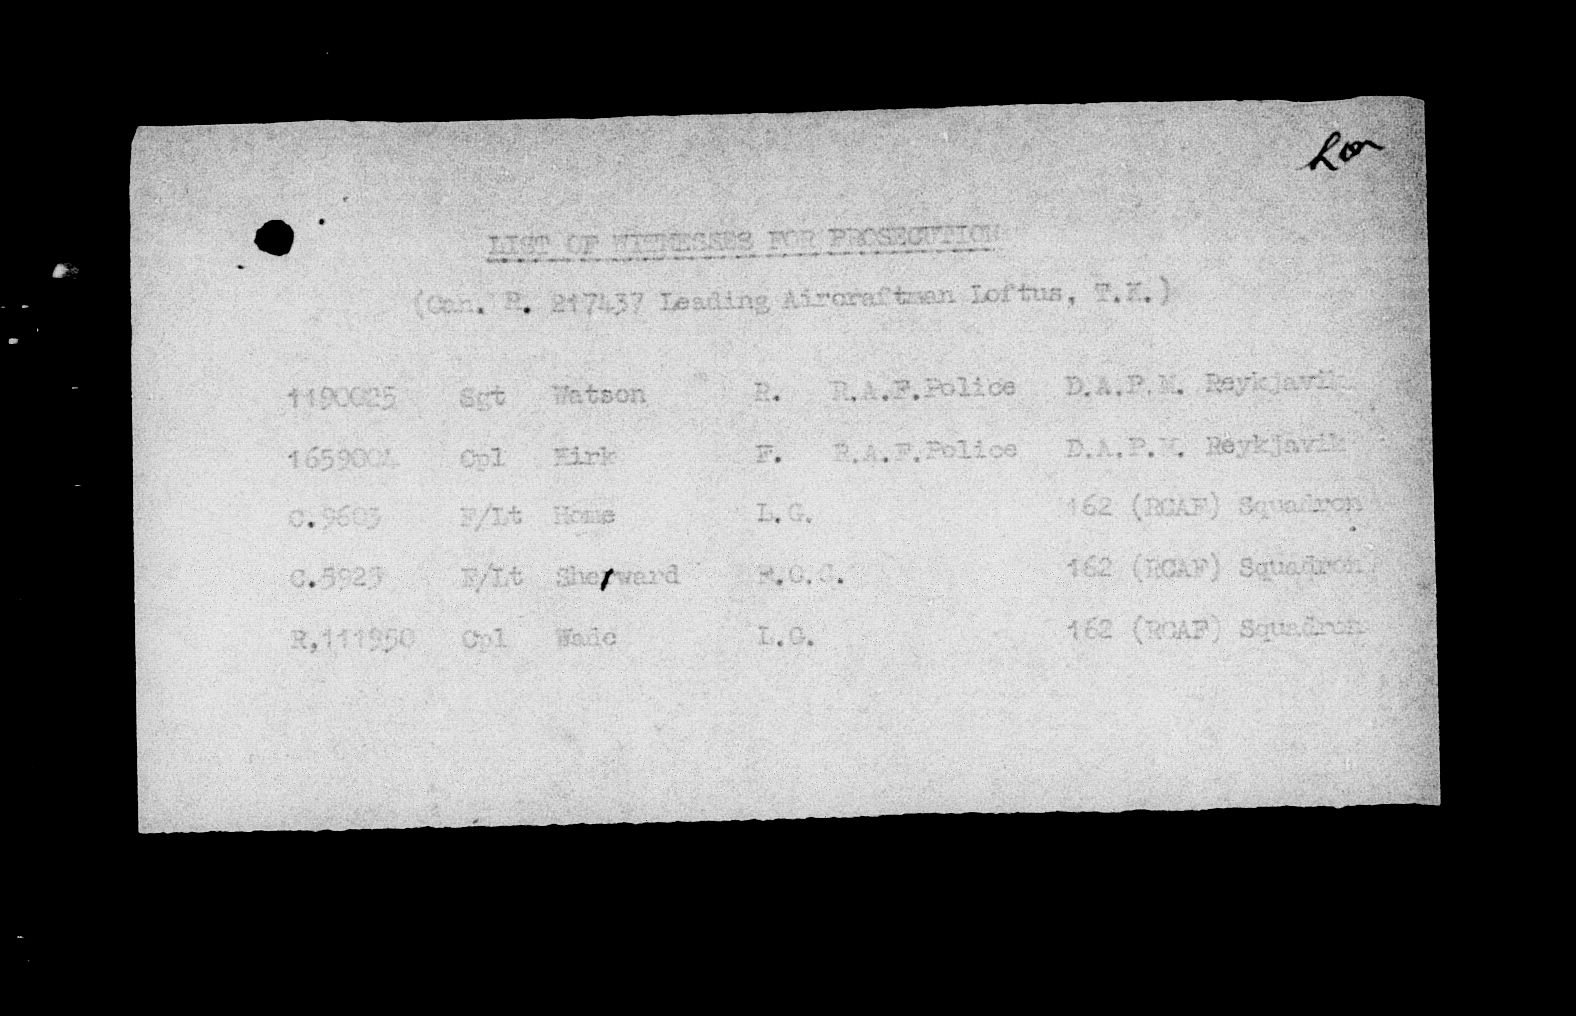 LIST OF WITNESSES FOR PROSECUTION
(Can. R. 217437 Leading Aircraftman Loftus, T.K.)
1190025 Sgt Watson R. R.A.F.Police D.A.P.M. Reykjavik
1659004 Cpl Kirk F. R.A.F.Police D.A.P.M. Reykjavik
C.9603 F/Lt Home L.G. 162 (RCAF) Squadron
C.5925 F/Lt Sherward F.O.C. 162 (RCAF) Squadron
R,111950 Cpl Wade L.G. 162 (RCAF) Squadron